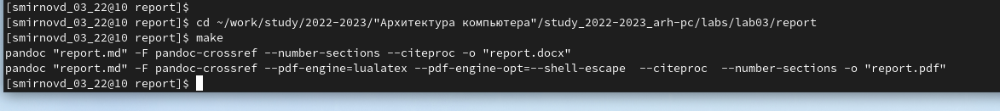 [smirnovd_03_22@10 report]$
[smirnovd_03_22@10 report]$ cd ~/work/study/2022-2023/"Архитектура компьютера"/study_2022-2023_arh-pc/labs/lab03/report
[smirnovd_03_22@10 report]$ make
pandoc "report.md" -F pandoc-crossref --number-sections --citeproc -o "report.docx"
pandoc "report.md" -F pandoc-crossref --pdf-engine=lualatex --pdf-engine-opt=--shell-escape  --citeproc  --number-sections -o "report.pdf"
[smirnovd_03_22@10 report]$